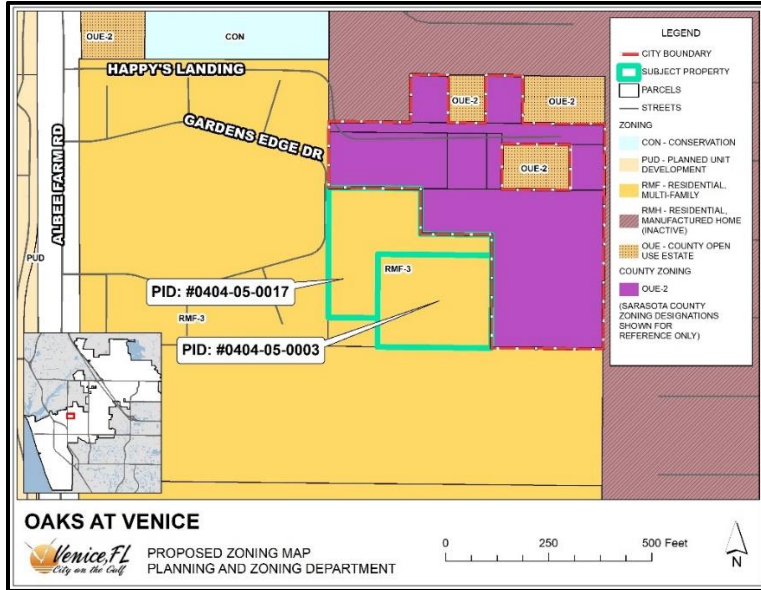 OUE-2
CON
HAPPY'S LANDING
GARDENS EDGE DR
ALBEE FARM RD
PUD
OUE-2
OUE-2
OUE-2
RMF-3
PID: #0404-05-0017
RMF-3
PID: #0404-05-0003
LEGEND
CITY BOUNDARY
SUBJECT PROPERTY
PARCELS
STREETS
ZONING
CON - CONSERVATION
PUD - PLANNED UNIT
DEVELOPMENT
RMF - RESIDENTIAL,
MULTI-FAMILY
RMH - RESIDENTIAL,
MANUFACTURED HOME
(INACTIVE)
OUE - COUNTY OPEN
USE ESTATE
COUNTY ZONING
OUE-2
(SARASOTA COUNTY
ZONING DESIGNATIONS
SHOWN FOR
REFERENCE ONLY)
OAKS AT VENICE
Venice, FL
City on the Gulf
PROPOSED ZONING MAP
PLANNING AND ZONING DEPARTMENT
0 250 500 Feet
N